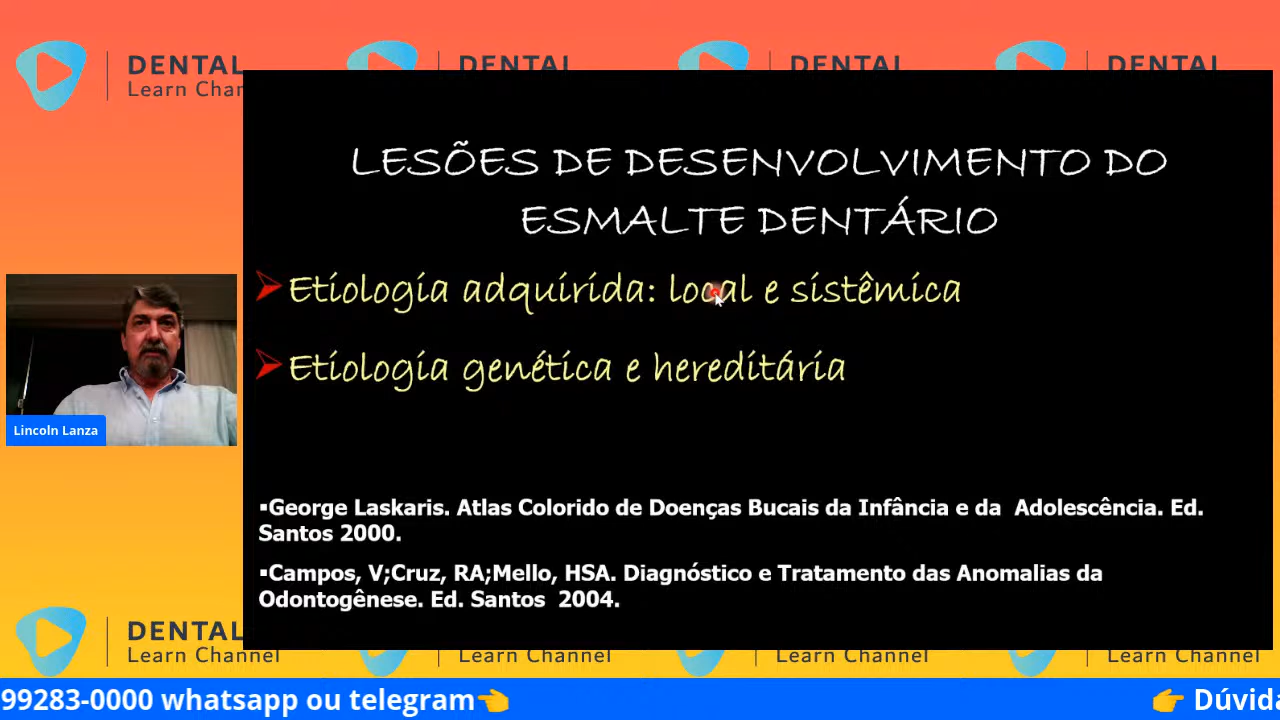 DENTAL
Learn Chan
DENTAL
DENTAL
DENTAL
LESÕES DE DESENVOLVIMENTO DO
ESMALTE DENTÁRIO
➢Etiologia adquirida: local e sistêmica
➢Etiologia genética e hereditária
Lincoln Lanza
▪George Laskaris. Atlas Colorido de Doenças Bucais da Infância e da Adolescência. Ed.
Santos 2000.
▪Campos, V;Cruz, RA;Mello, HSA. Diagnóstico e Tratamento das Anomalias da
Odontogênese. Ed. Santos 2004.
DENTAL
Learn Channel
Learn Channel
Learn Channel
Learn Channel
99283-0000 whatsapp ou telegram👈
👉 Dúvida